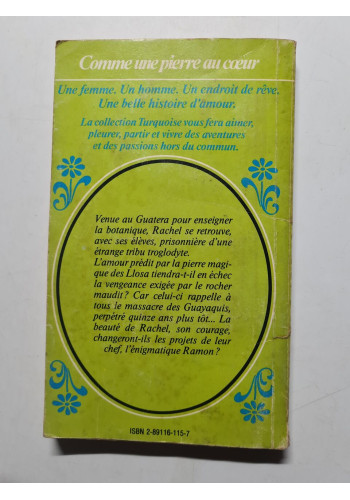 Comme une pierre au cœur
Une femme. Un homme. Un endroit de rêve.
Une belle histoire d'amour.
La collection Turquoise vous fera aimer,
pleurer, partir et vivre des aventures
et des passions hors du commun.
Venue au Guatera pour enseigner
la botanique, Rachel se retrouve,
avec ses élèves, prisonnière d'une
étrange tribu troglodyte.
L'amour prédit par la pierre magi-
que des Llosa tiendra-t-il en échec
la vengeance exigée par le rocher
maudit? Car celui-ci rappelle à
tous le massacre des Guayaquis,
perpétré quinze ans plus tôt... La
beauté de Rachel, son courage,
changeront-ils les projets de leur
chef, l'énigmatique Ramon?
ISBN 2-89116-115-7